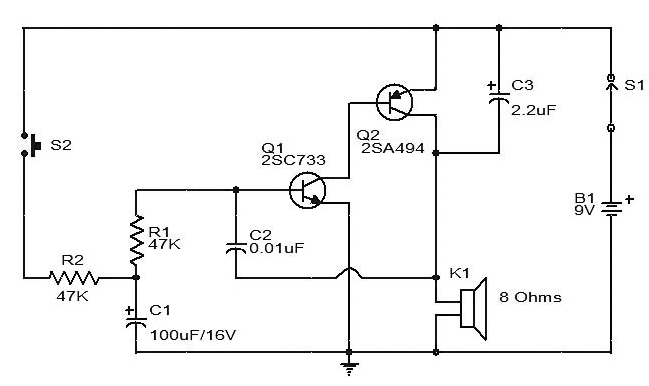 S1
+
C3
2.2uF
Q1
2SC733
Q2
2SA494
S2
B1
+
9V
R1
47K
C2
0.01uF
R2
47K
+
C1
100uF/16V
K1
8 Ohms